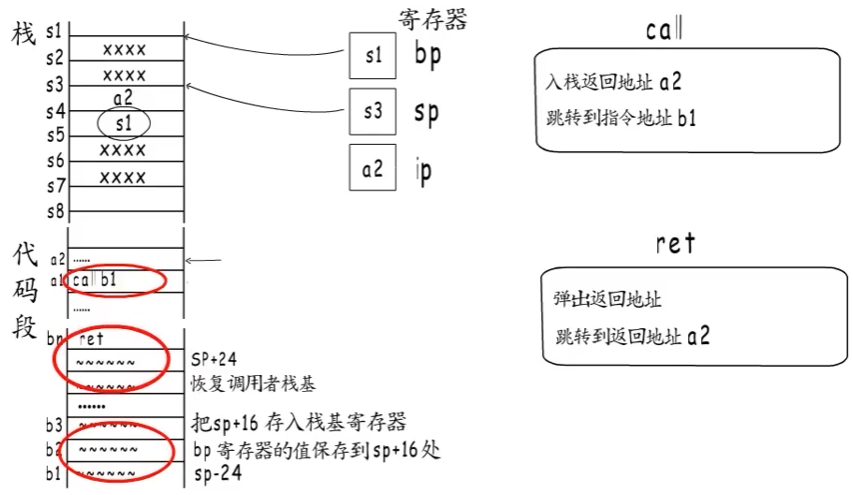 栈
s1
s2
s3
s4
s5
s6
s7
s8
xxxx
xxxx
a2
s1
xxxx
xxxx
寄存器
s1 bp
s3 sp
a2 ip
call
入栈返回地址 a2
跳转到指令地址 b1
ret
弹出返回地址
跳转到返回地址 a2
代码段
a2 ......
a1 call b1
......
bn ret
~~~~~~ SP+24
~~~~~~ 恢复调用者栈基
......
b3 ~~~~~~ 把sp+16 存入栈基寄存器
b2 ~~~~~~ bp 寄存器的值保存到sp+16处
b1 ~~~~~~ sp-24